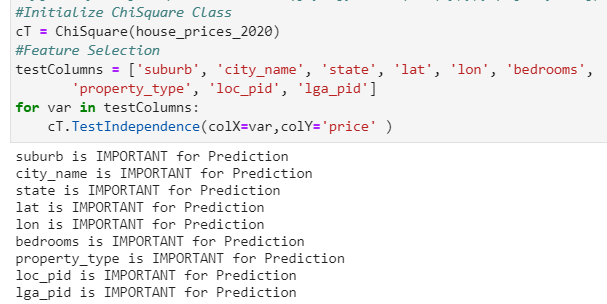 #Initialize ChiSquare Class
cT = ChiSquare(house_prices_2020)
#Feature Selection
testColumns = ['suburb', 'city_name', 'state', 'lat', 'lon', 'bedrooms',
'property_type', 'loc_pid', 'lga_pid']
for var in testColumns:
cT.TestIndependence(colX=var,colY='price' )
suburb is IMPORTANT for Prediction
city_name is IMPORTANT for Prediction
state is IMPORTANT for Prediction
lat is IMPORTANT for Prediction
lon is IMPORTANT for Prediction
bedrooms is IMPORTANT for Prediction
property_type is IMPORTANT for Prediction
loc_pid is IMPORTANT for Prediction
lga_pid is IMPORTANT for Prediction